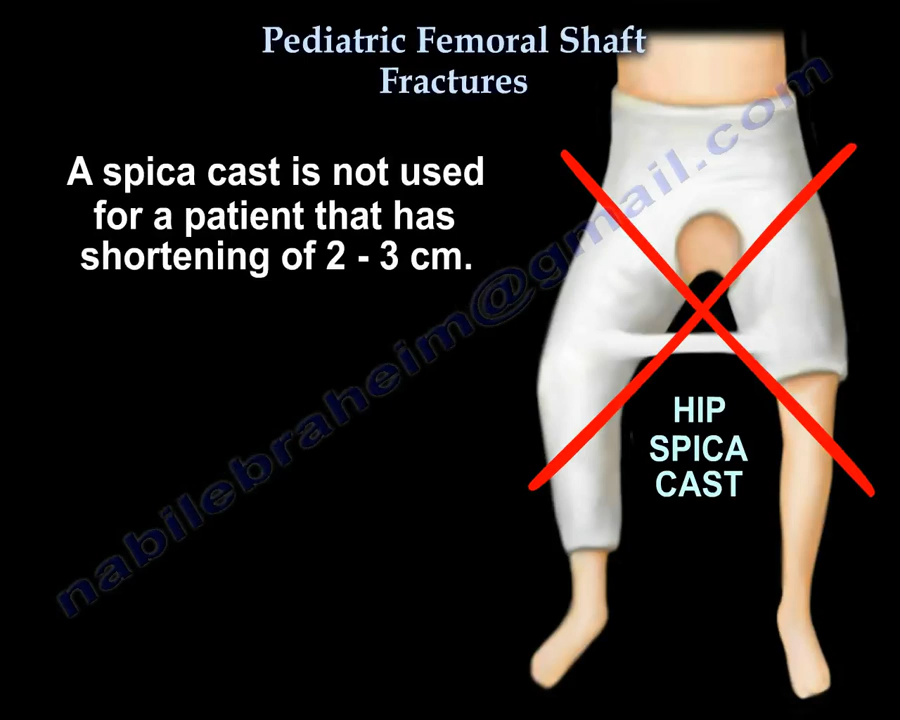 Pediatric Femoral Shaft
Fractures
A spica cast is not used
for a patient that has
shortening of 2 - 3 cm.
HIP
SPICA
CAST
nabilebraheim@gmail.com